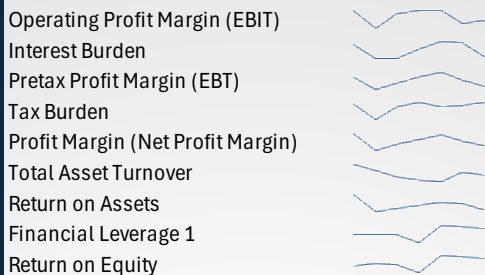 Operating Profit Margin (EBIT)
Interest Burden
Pretax Profit Margin (EBT)
Tax Burden
Profit Margin (Net Profit Margin)
Total Asset Turnover
Return on Assets
Financial Leverage 1
Return on Equity